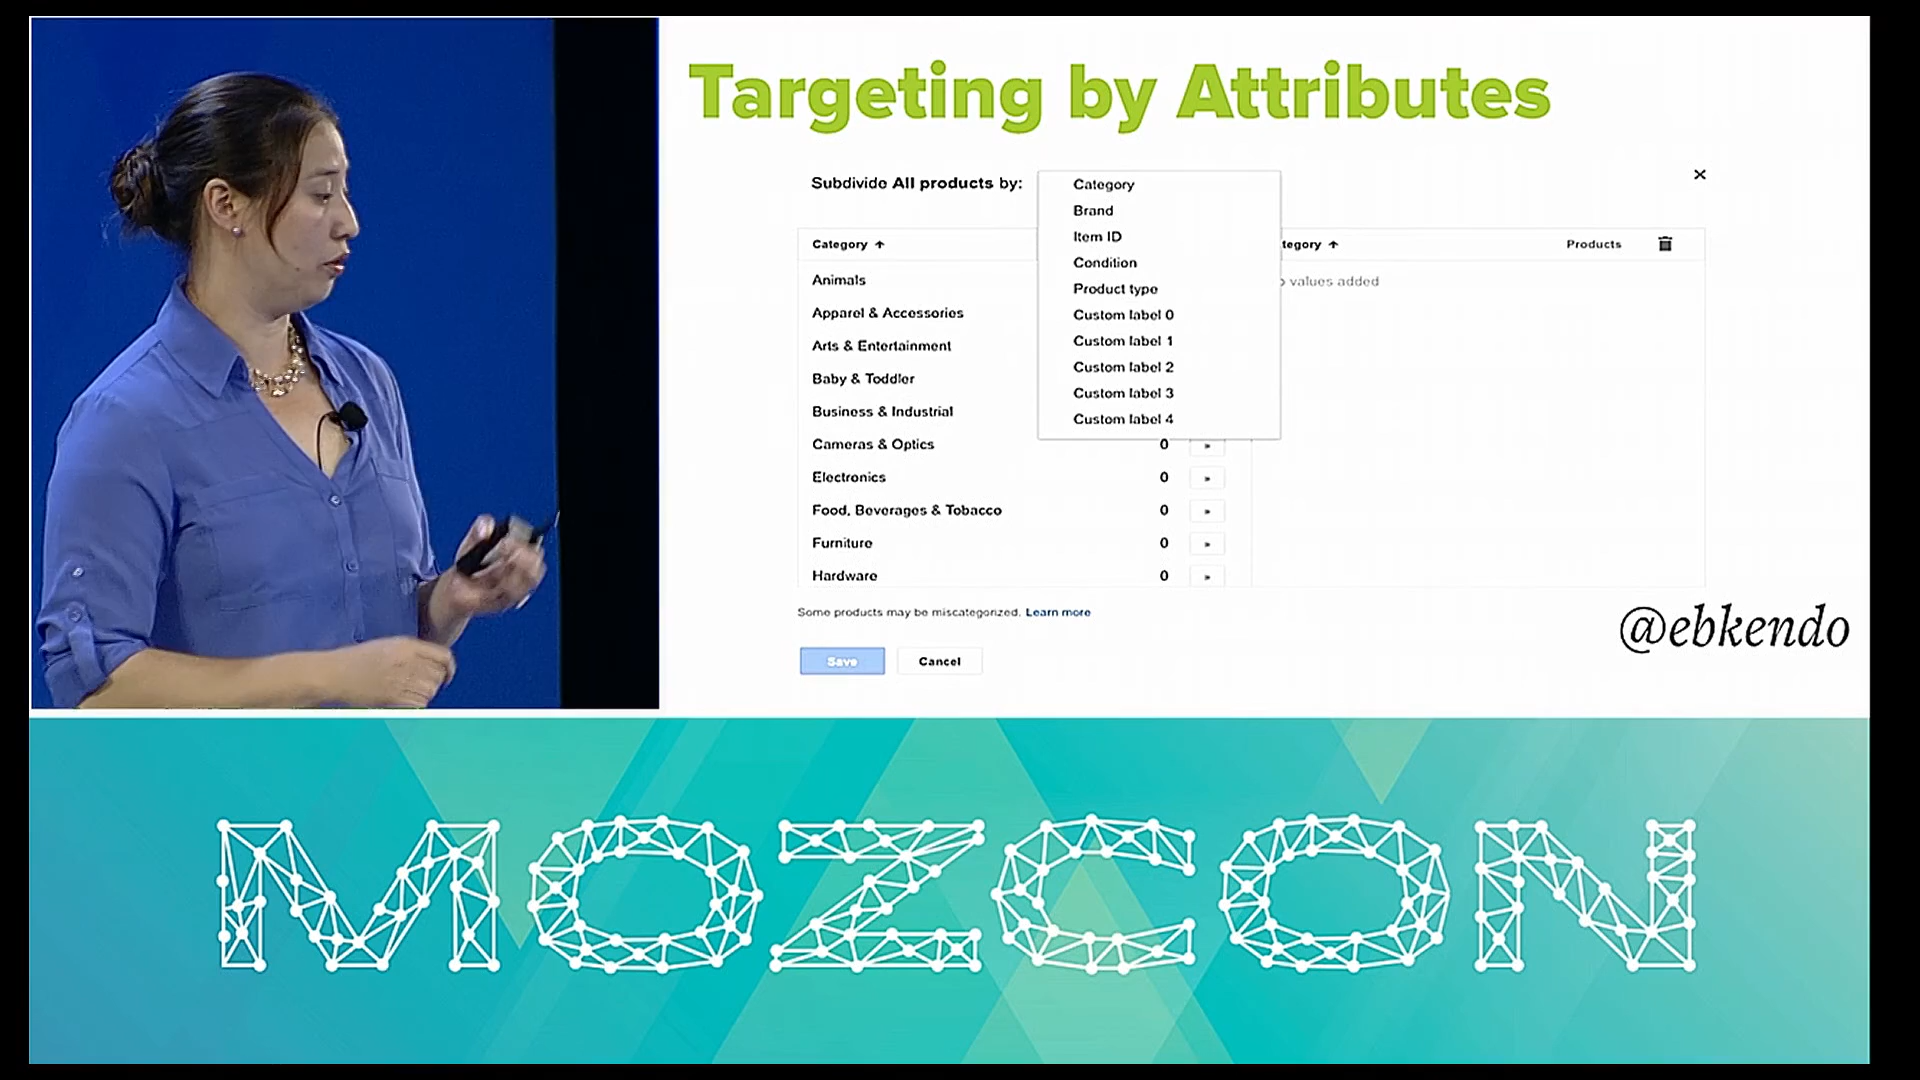 Targeting by Attributes
Subdivide All products by:
Category
Brand
Item ID
Condition
Product type
Custom label 0
Custom label 1
Custom label 2
Custom label 3
Custom label 4
Category ↑
tegory ↑ Products
values added
Animals
Apparel & Accessories
Arts & Entertainment
Baby & Toddler
Business & Industrial
Cameras & Optics 0 »
Electronics 0 »
Food, Beverages & Tobacco 0 »
Furniture 0 »
Hardware 0 »
Some products may be miscategorized. Learn more
Save Cancel
@ebkendo
MOZCON